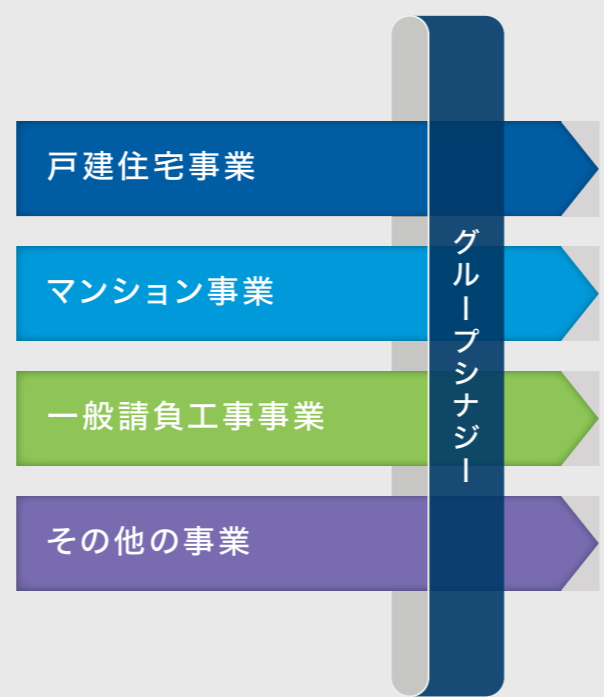 戸建住宅事業
マンション事業
一般請負工事事業
その他の事業
グループシナジー